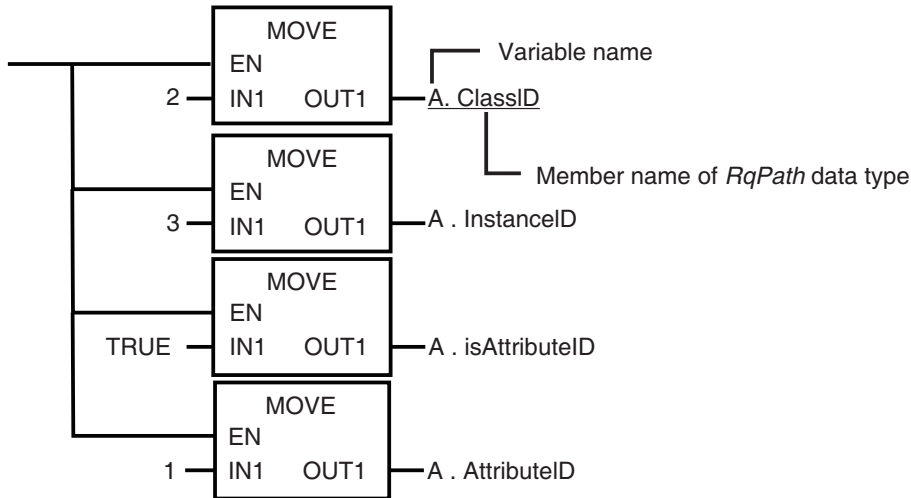 MOVE
EN
Variable name
2 IN1 OUT1 A. ClassID
MOVE
Member name of RqPath data type
EN
3 IN1 OUT1 A . InstanceID
MOVE
EN
TRUE IN1 OUT1 A . isAttributeID
MOVE
EN
1 IN1 OUT1 A . AttributeID